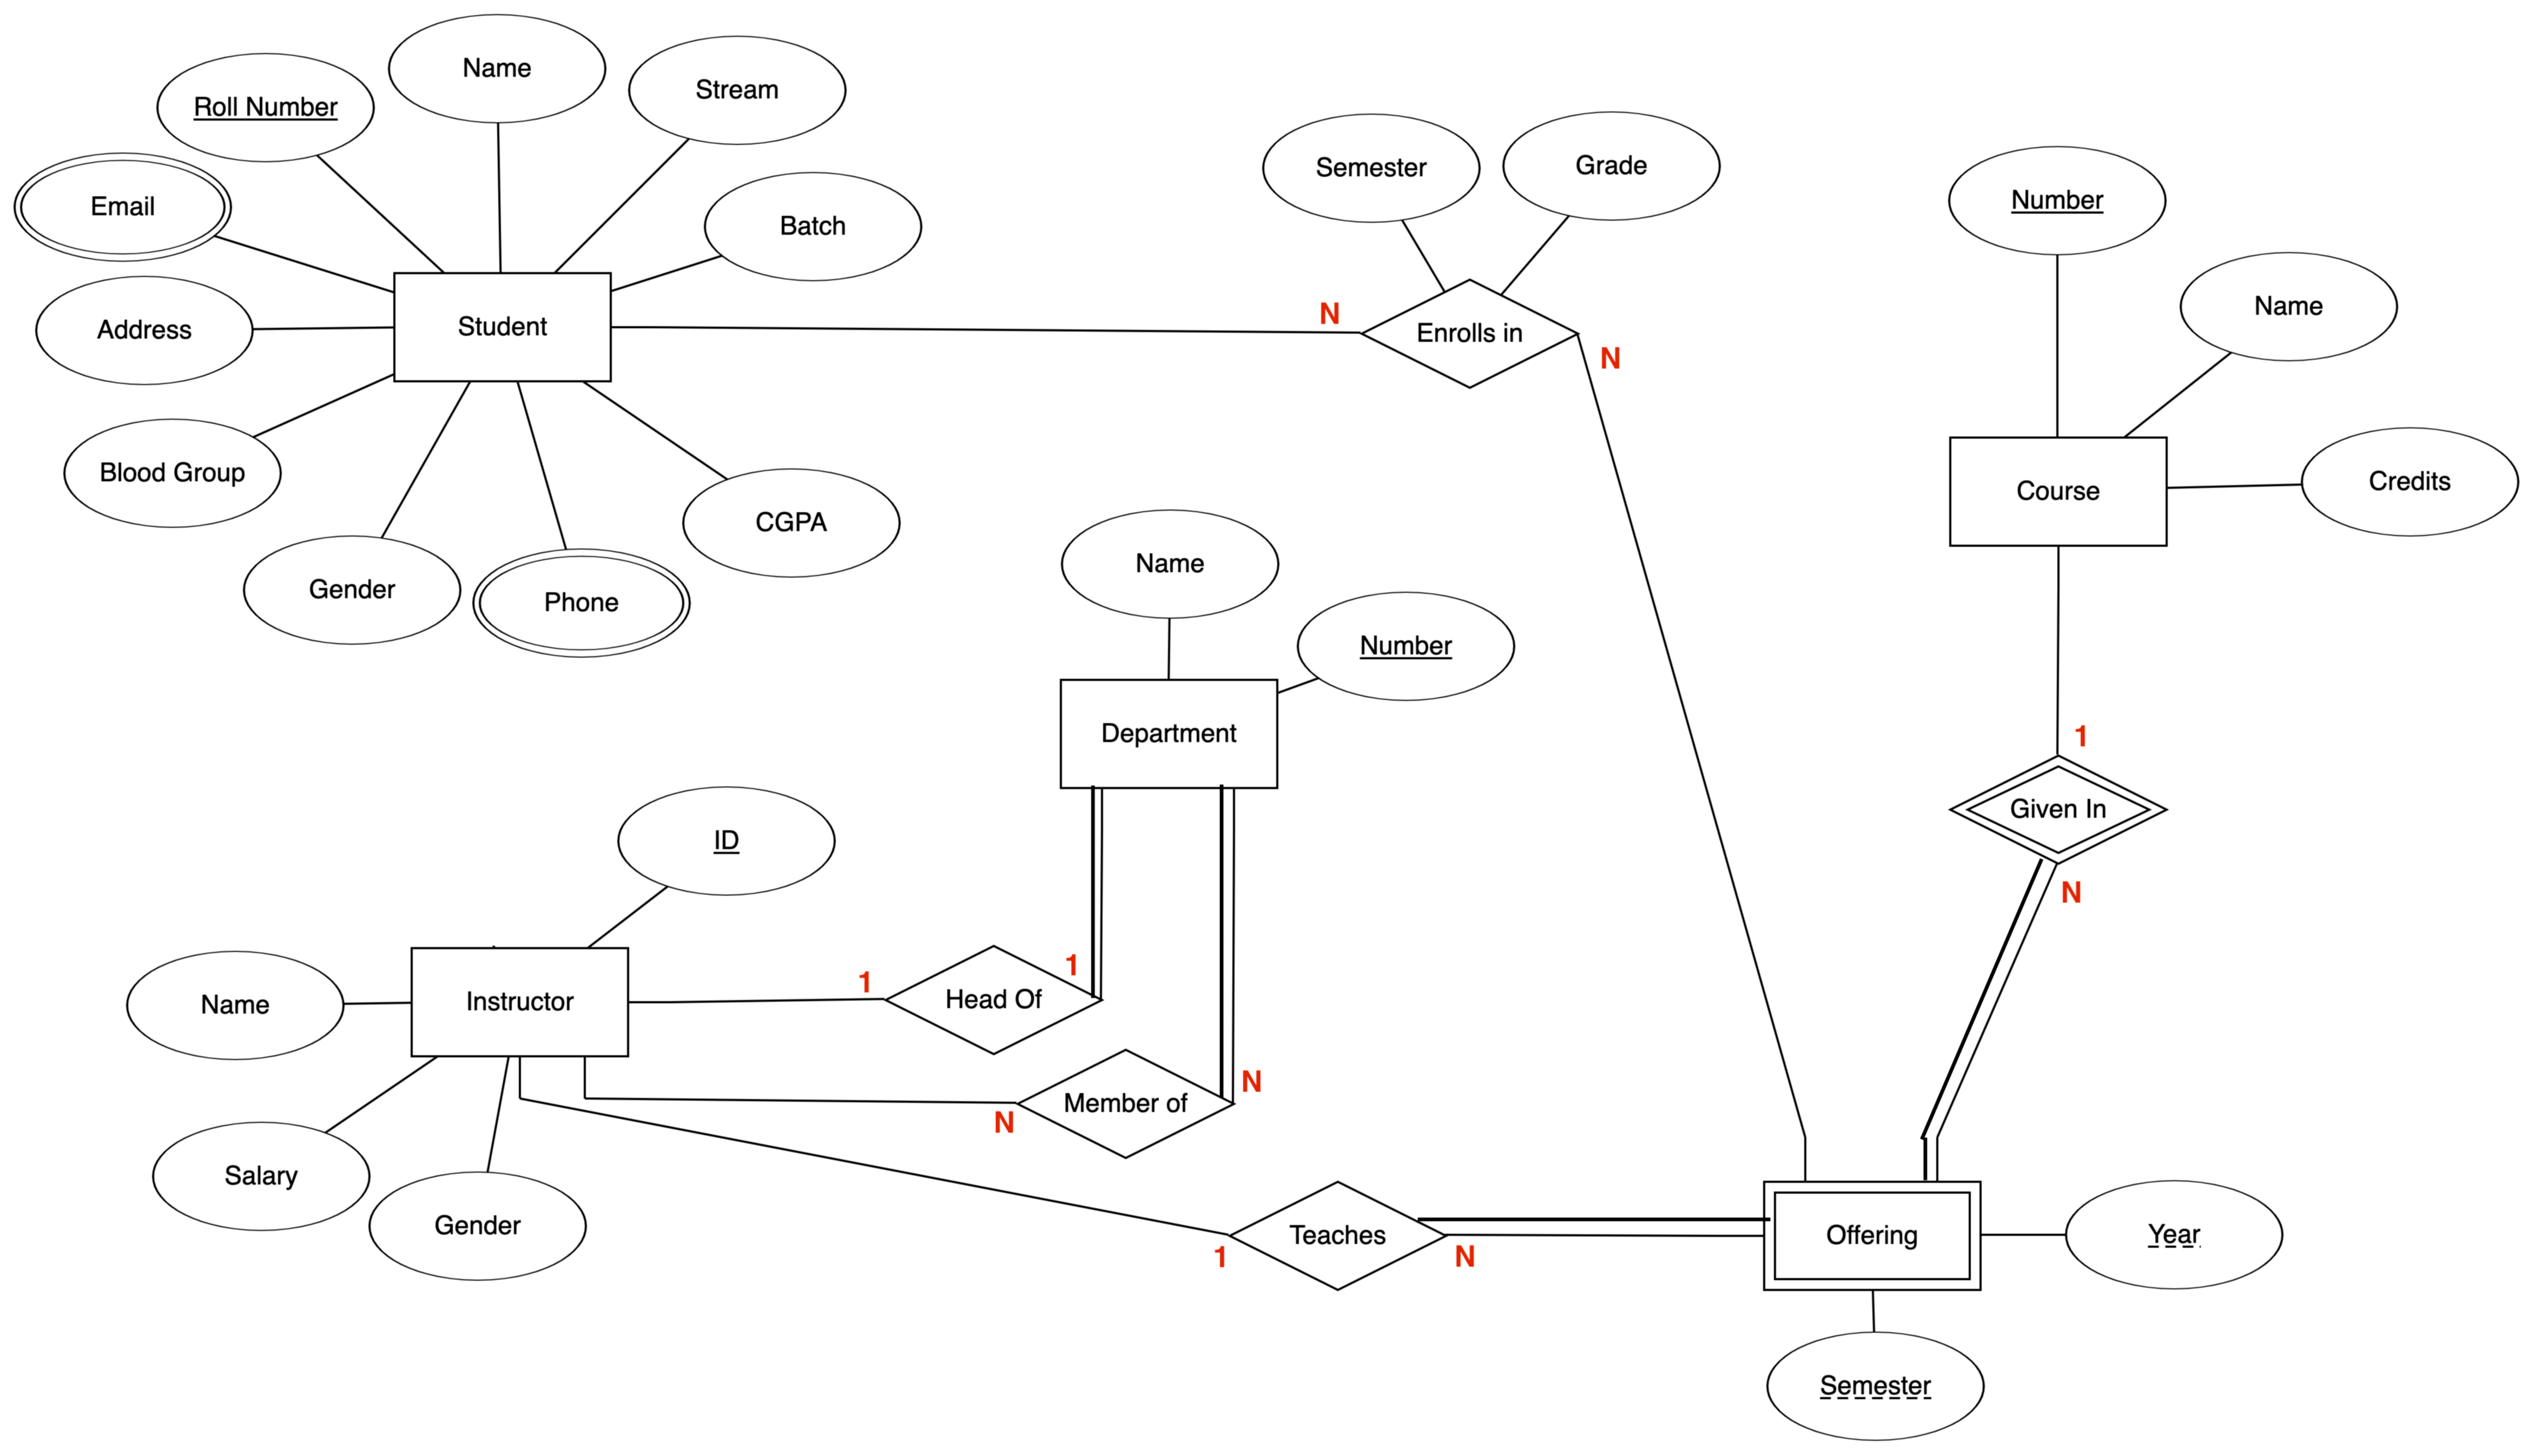 Name
Stream
Roll Number
Semester
Grade
Number
Email
Batch
Name
Address
Student
N
Enrolls in
N
Blood Group
CGPA
Course
Credits
Gender
Phone
Name
Number
Department
1
Given In
N
ID
Name
Instructor
1
Head Of
1
Member of
N
N
Salary
Gender
1
Teaches
N
Offering
Year
Semester